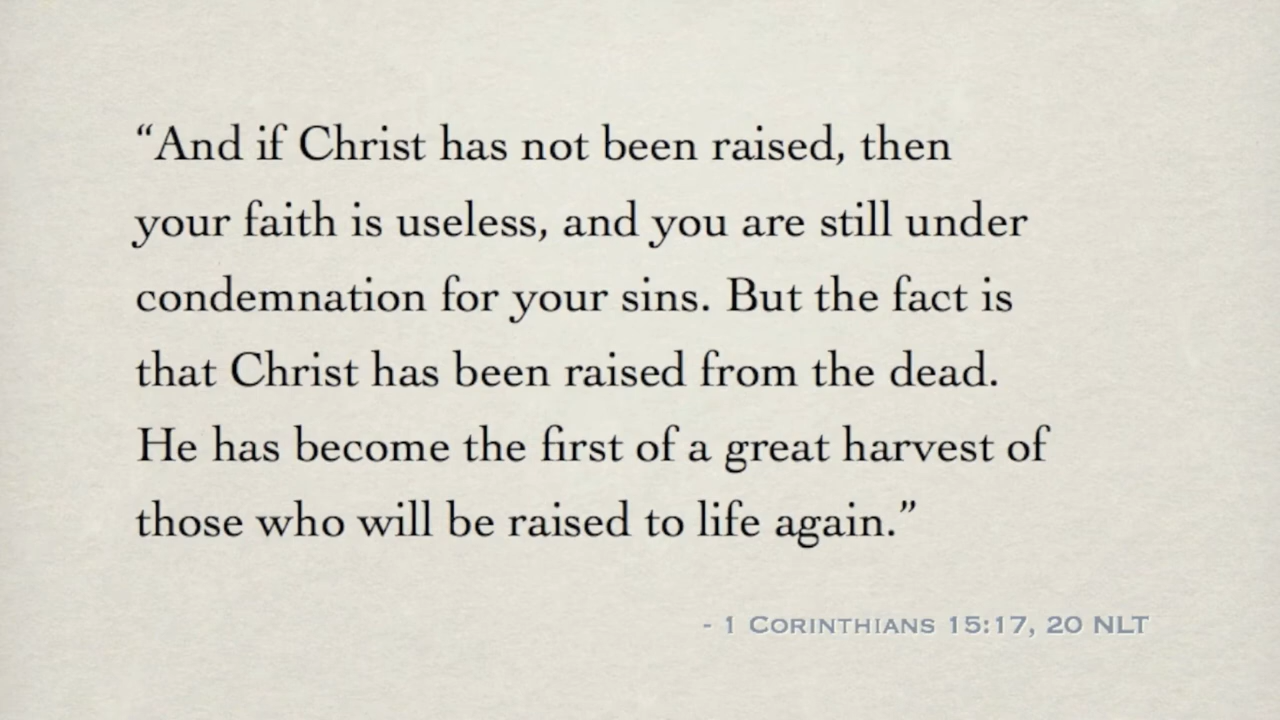 “And if Christ has not been raised, then
your faith is useless, and you are still under
condemnation for your sins. But the fact is
that Christ has been raised from the dead.
He has become the first of a great harvest of
those who will be raised to life again.”
- 1 Corinthians 15:17, 20 NLT